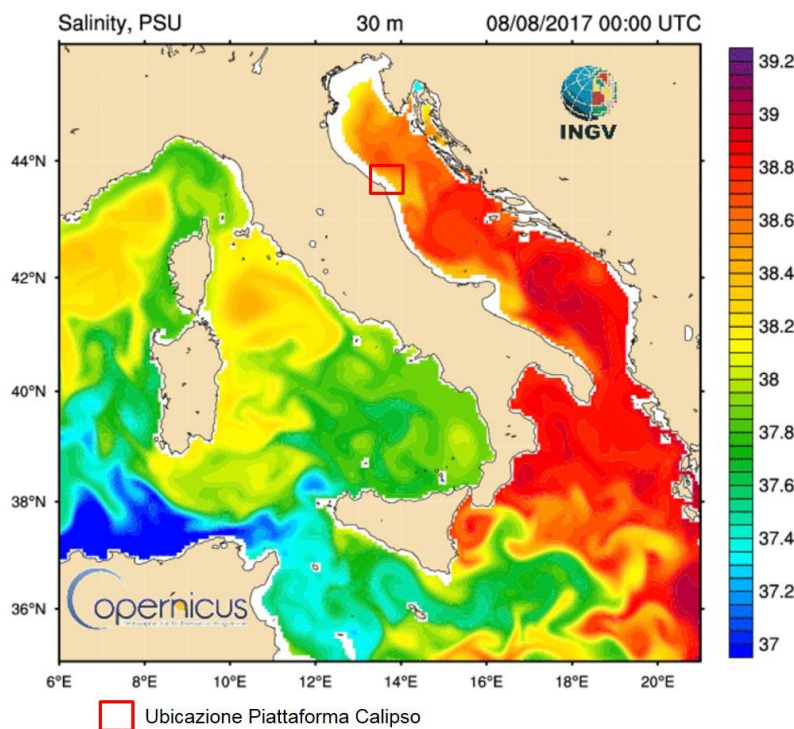 Salinity, PSU 30 m 08/08/2017 00:00 UTC
INGV
39.2
39
38.8
38.6
38.4
38.2
38
37.8
37.6
37.4
37.2
37
44°N
42°N
40°N
38°N
36°N
opernicus
6°E 8°E 10°E 12°E 14°E 16°E 18°E 20°E
Ubicazione Piattaforma Calipso